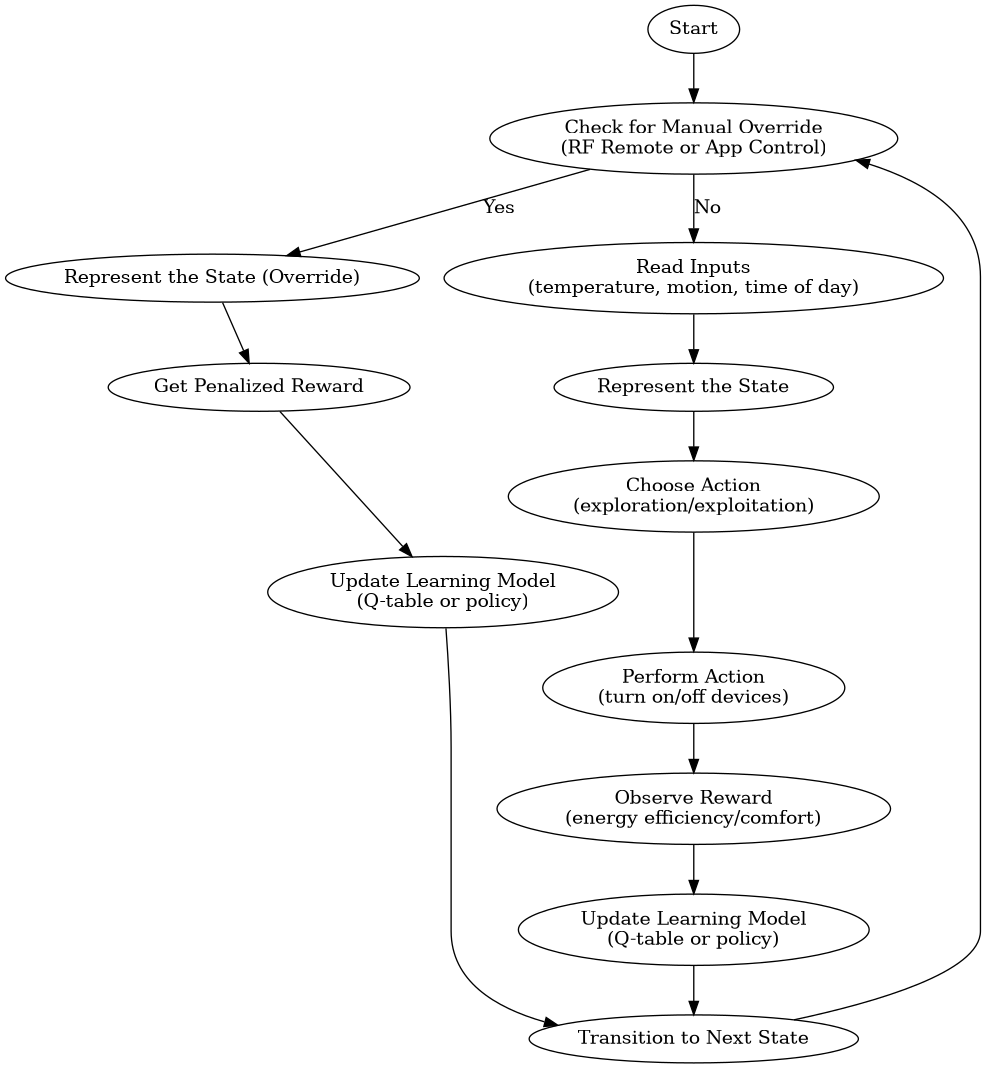 Start
Check for Manual Override
(RF Remote or App Control)
Yes
No
Represent the State (Override)
Read Inputs
(temperature, motion, time of day)
Get Penalized Reward
Represent the State
Choose Action
(exploration/exploitation)
Update Learning Model
(Q-table or policy)
Perform Action
(turn on/off devices)
Observe Reward
(energy efficiency/comfort)
Update Learning Model
(Q-table or policy)
Transition to Next State